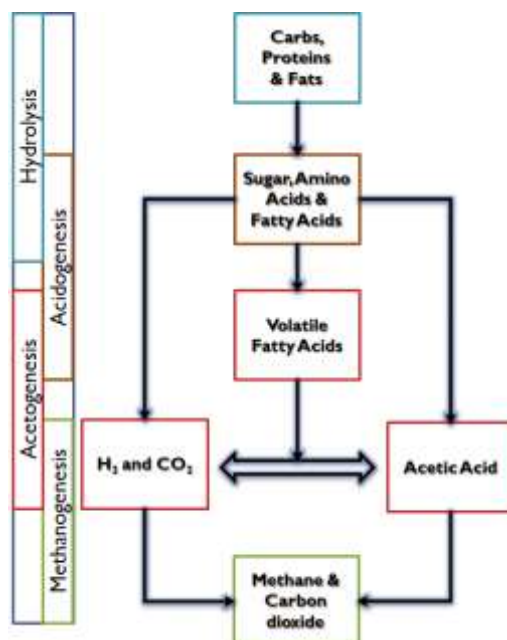 Hydrolysis
Acidogenesis
Acetogenesis
Methanogenesis
Carbs,
Proteins
& Fats
Sugar, Amino
Acids &
Fatty Acids
Volatile
Fatty Acids
H₂ and CO₂
Acetic Acid
Methane &
Carbon
dioxide